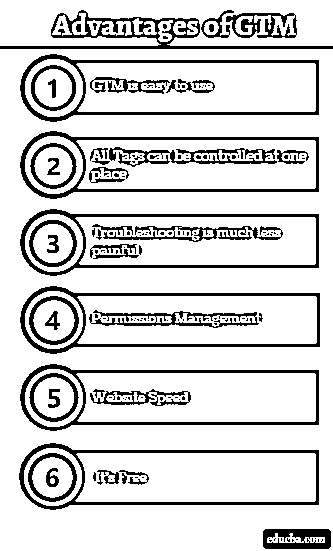 Advantages of GTM
1
GTM is easy to use
2
All Tags can be controlled at one
place
3
Troubleshooting is much less
painful
4
Permissions Management
5
Website Speed
6
It's Free
educba.com